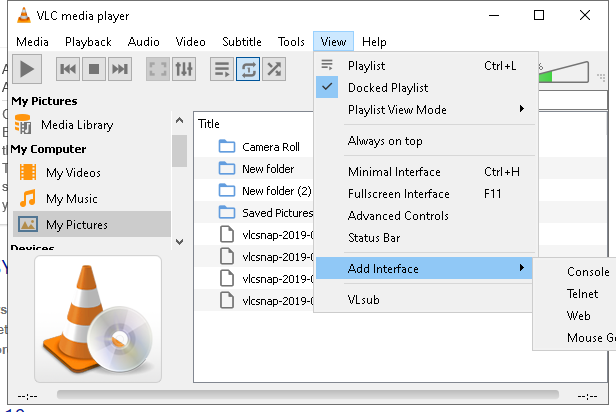 VLC media player
Media Playback Audio Video Subtitle Tools View Help
My Pictures
Media Library
My Computer
My Videos
My Music
My Pictures
Devices
Title
Camera Roll
New folder
New folder (2)
Saved Pictures
vlcsnap-2019-0
vlcsnap-2019-0
vlcsnap-2019-0
vlcsnap-2019-0
Playlist Ctrl+L
Docked Playlist
Playlist View Mode
Always on top
Minimal Interface Ctrl+H
Fullscreen Interface F11
Advanced Controls
Status Bar
Add Interface
VLsub
Console
Telnet
Web
Mouse Ge
%
--:-- --:--